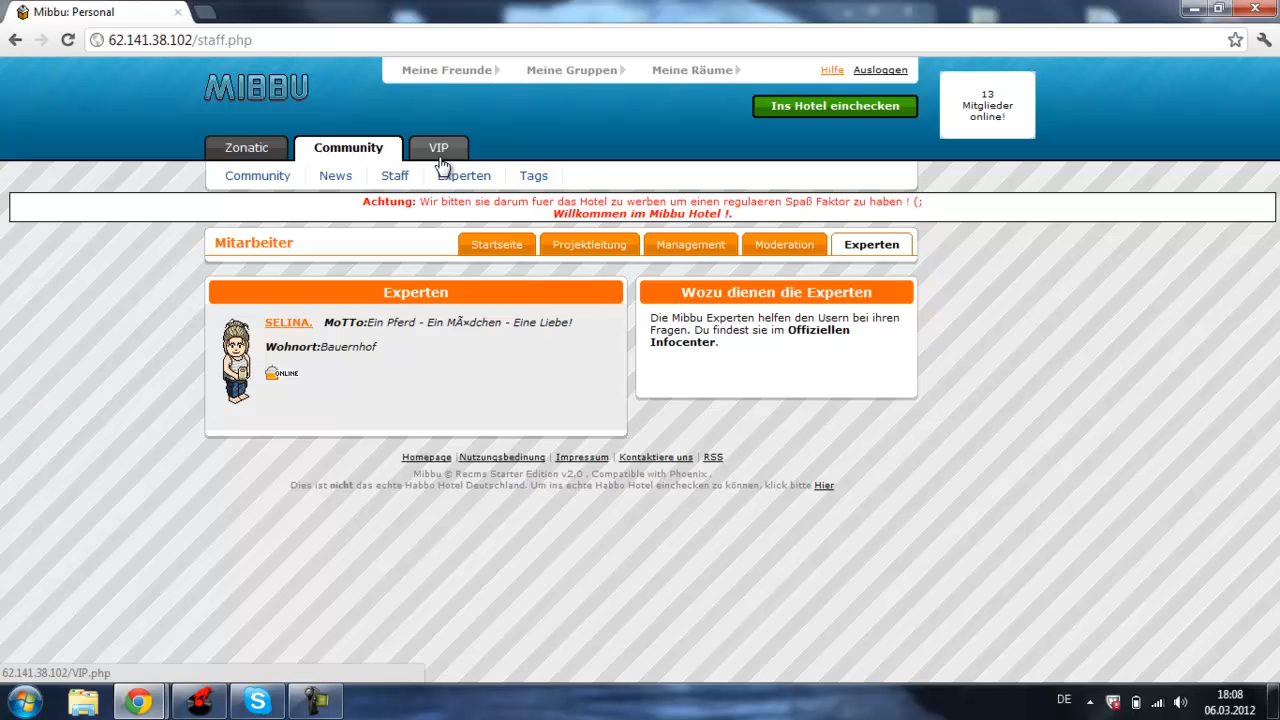 Mibbu: Personal
62.141.38.102/staff.php
Meine Freunde
Meine Gruppen
Meine Räume
Hilfe
Ausloggen
MIBBU
Ins Hotel einchecken
13
Mitglieder
online!
Zonatic
Community
VIP
Community
News
Staff
Experten
Tags
Achtung: Wir bitten sie darum fuer das Hotel zu werben um einen regulaeren Spaß Faktor zu haben ! (;
Willkommen im Mibbu Hotel !.
Mitarbeiter
Startseite
Projektleitung
Management
Moderation
Experten
Experten
SELINA. MoTTo:Ein Pferd - Ein MÃ¤dchen - Eine Liebe!
Wohnort:Bauernhof
ONLINE
Wozu dienen die Experten
Die Mibbu Experten helfen den Usern bei ihren
Fragen. Du findest sie im Offiziellen
Infocenter.
Homepage | Nutzungsbedinung | Impressum | Kontaktiere uns | RSS
Mibbu © Recms Starter Edition v2.0 . Compatible with Phoenix .
Dies ist nicht das echte Habbo Hotel Deutschland. Um ins echte Habbo Hotel einchecken zu können, klick bitte Hier
62.141.38.102/VIP.php
DE
18:08
06.03.2012